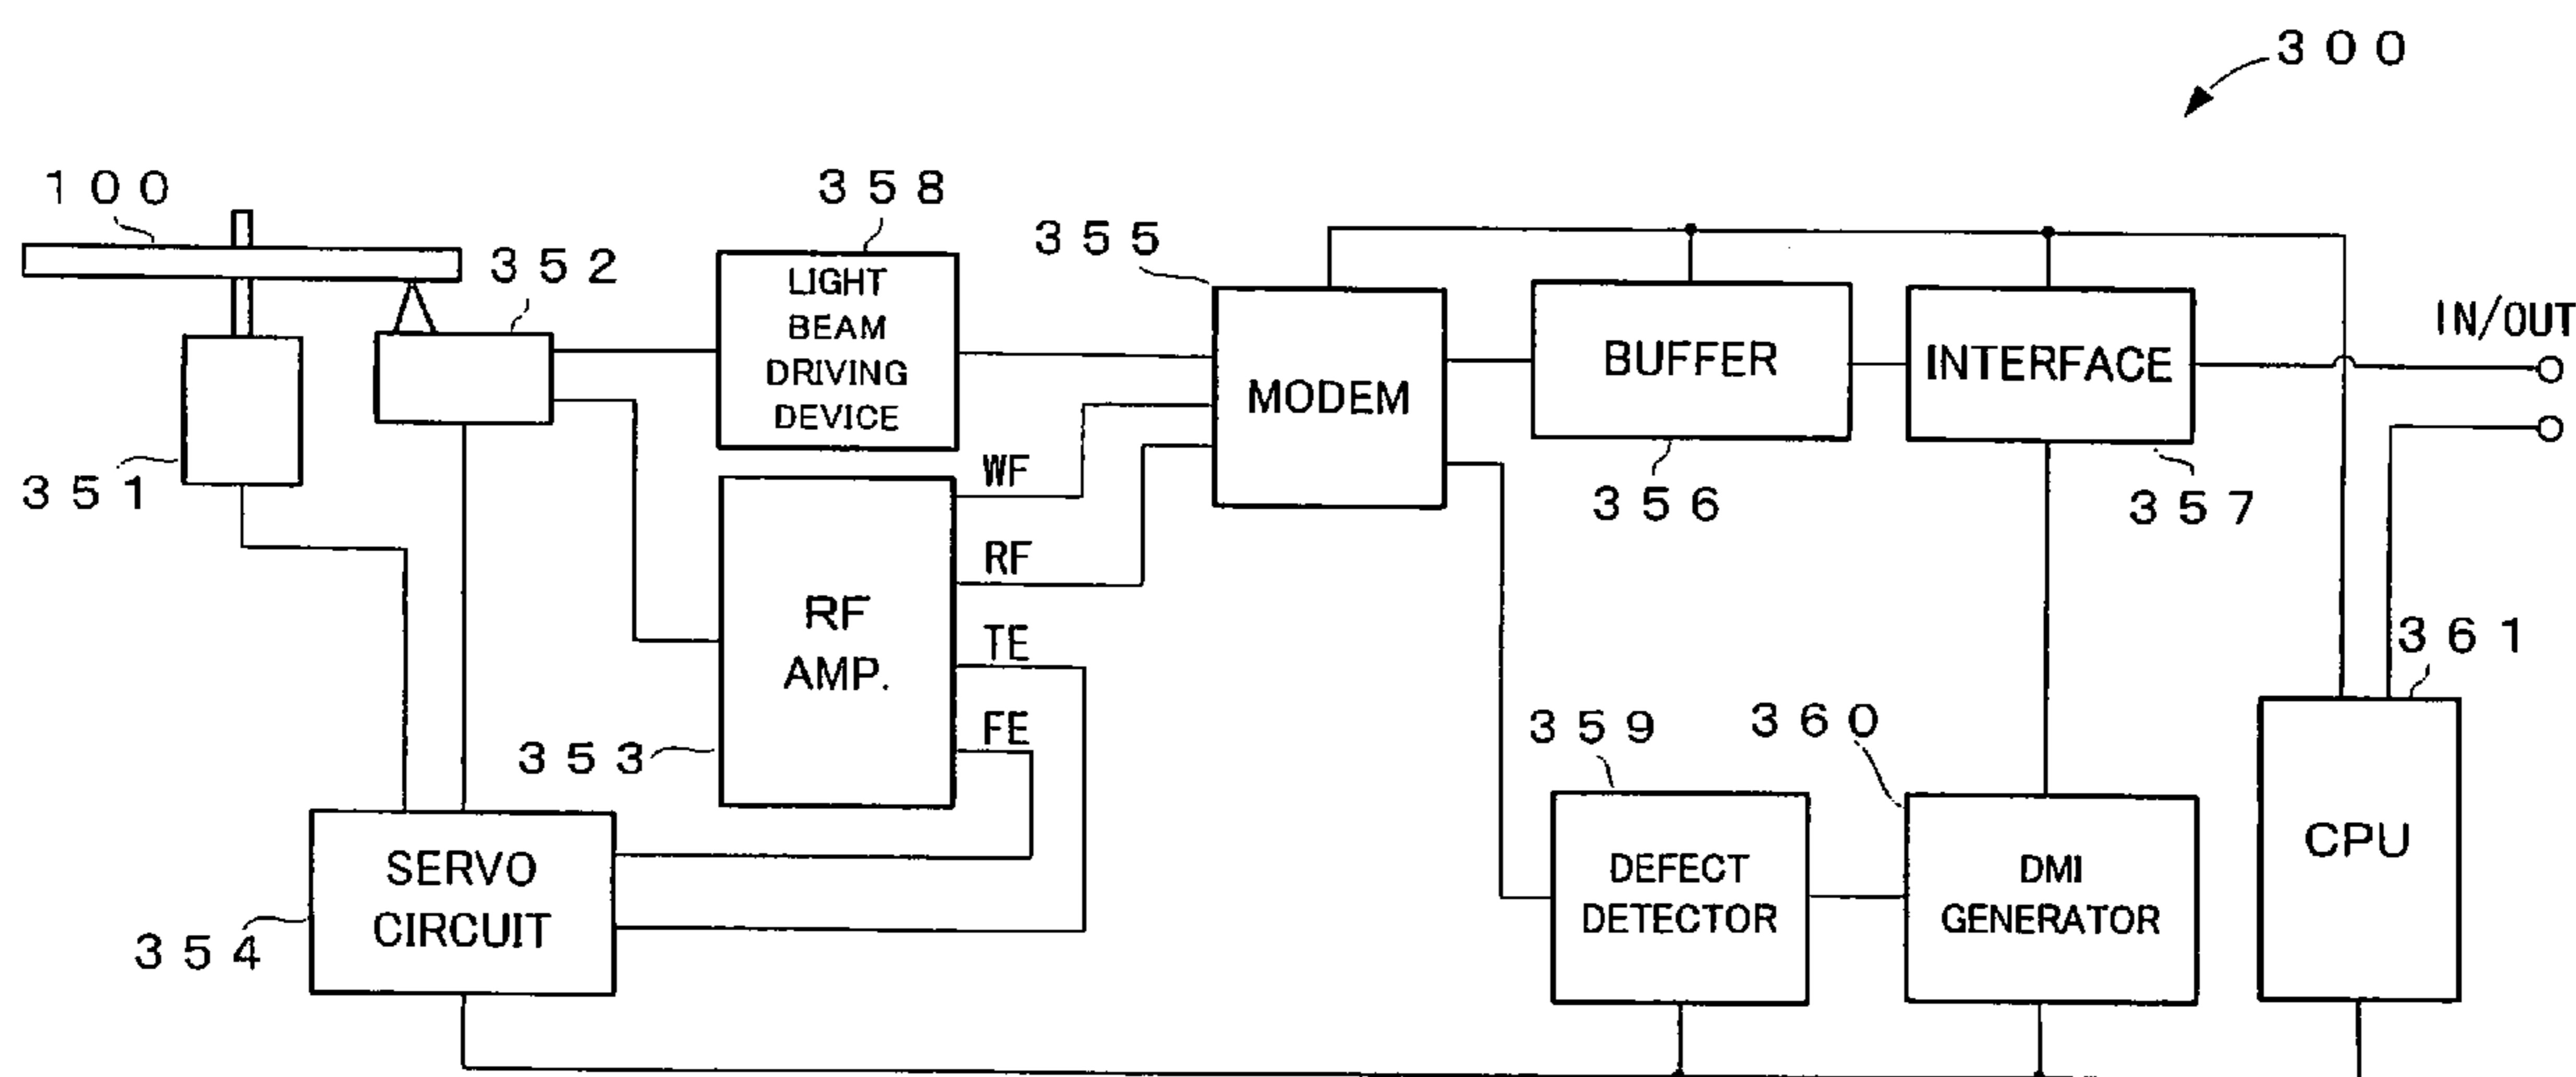 ３００
１００
３５８
３５５
３５２
LIGHT
BEAM
DRIVING
DEVICE
IN/OUT
MODEM
BUFFER
INTERFACE
３５１
WF
３５６
３５７
RF
RF
AMP.
TE
FE
３６１
３５３
３５９
３６０
SERVO
CIRCUIT
３５４
DEFECT
DETECTOR
DMI
GENERATOR
CPU